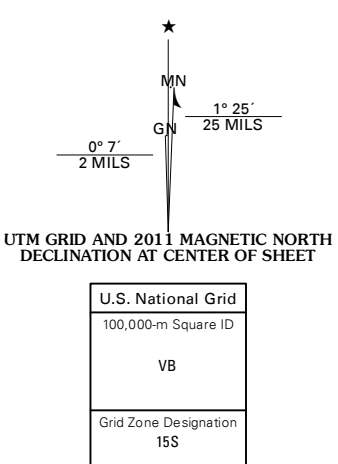 ★
MN
1° 25´
GN
25 MILS
0° 7´
2 MILS
UTM GRID AND 2011 MAGNETIC NORTH
DECLINATION AT CENTER OF SHEET
U.S. National Grid
100,000-m Square ID
VB
Grid Zone Designation
15S